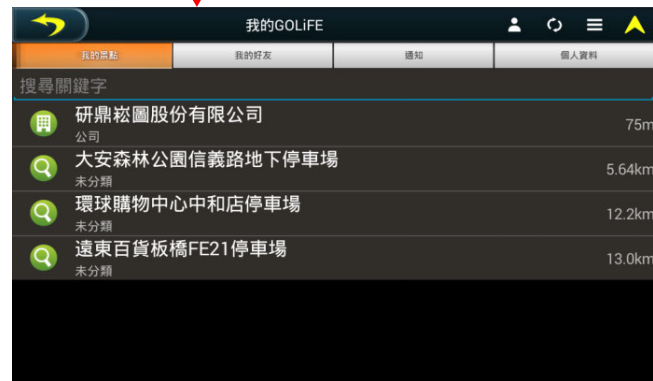 我的GOLiFE
我的景點 我的好友 通知 個人資料
搜尋關鍵字
研鼎崧圖股份有限公司
公司 75m
大安森林公園信義路地下停車場
未分類 5.64km
環球購物中心中和店停車場
未分類 12.2km
遠東百貨板橋FE21停車場
未分類 13.0km